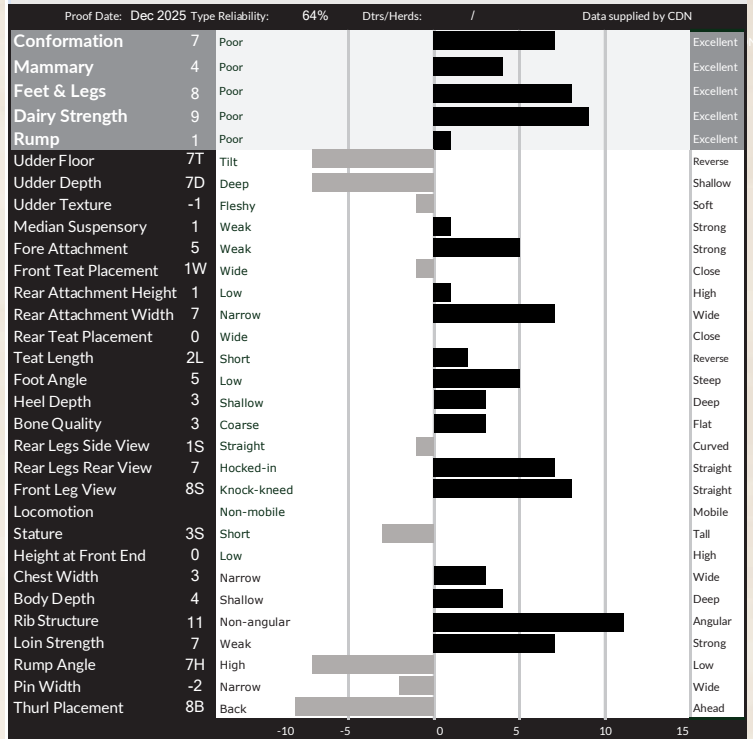 Proof Date: Dec 2025 Type Reliability: 64% Dtrs/Herds: / Data supplied by CDN
Conformation 7 Poor Excellent
Mammary 4 Poor Excellent
Feet & Legs 8 Poor Excellent
Dairy Strength 9 Poor Excellent
Rump 1 Poor Excellent
Udder Floor 7T Tilt Reverse
Udder Depth 7D Deep Shallow
Udder Texture -1 Fleshy Soft
Median Suspensory 1 Weak Strong
Fore Attachment 5 Weak Strong
Front Teat Placement 1W Wide Close
Rear Attachment Height 1 Low High
Rear Attachment Width 7 Narrow Wide
Rear Teat Placement 0 Wide Close
Teat Length 2L Short Reverse
Foot Angle 5 Low Steep
Heel Depth 3 Shallow Deep
Bone Quality 3 Coarse Flat
Rear Legs Side View 1S Straight Curved
Rear Legs Rear View 7 Hocked-in Straight
Front Leg View 8S Knock-kneed Straight
Locomotion Non-mobile Mobile
Stature 3S Short Tall
Height at Front End 0 Low High
Chest Width 3 Narrow Wide
Body Depth 4 Shallow Deep
Rib Structure 11 Non-angular Angular
Loin Strength 7 Weak Strong
Rump Angle 7H High Low
Pin Width -2 Narrow Wide
Thurl Placement 8B Back Ahead
-10 -5 0 5 10 15